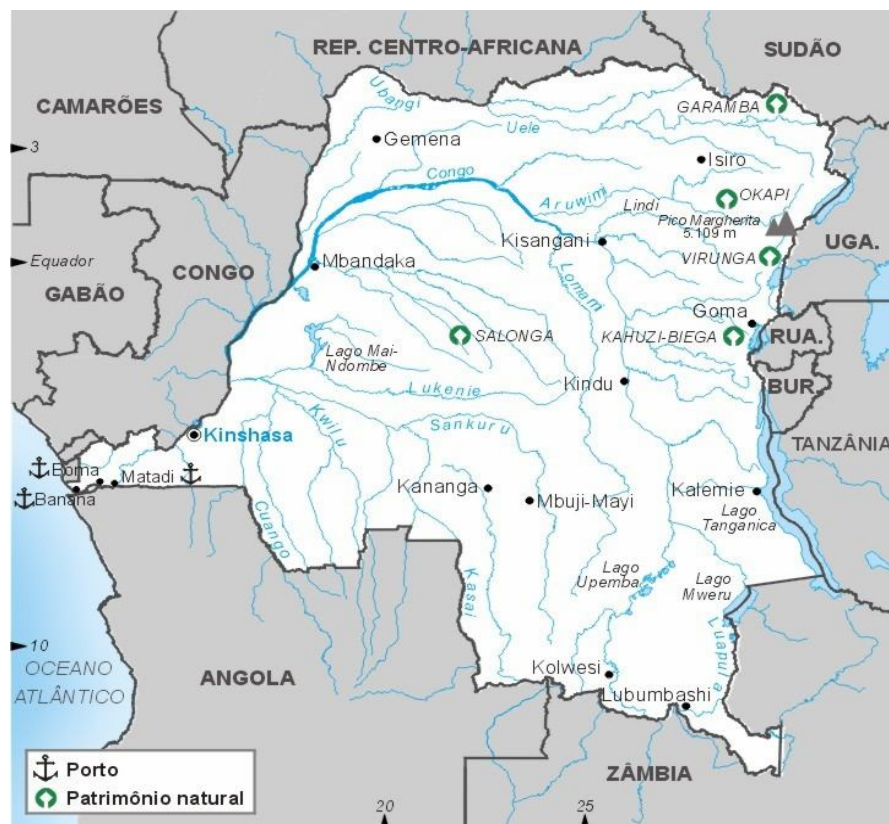 REP. CENTRO-AFRICANA
SUDÃO
CAMARÕES
GARAMBA
Ubangi
Uele
Gemena
3
Isiro
Congo
OKAPI
Aruwimi
Lindi
Pico Margherita
5.109 m
Kisangani
UGA.
Equador
CONGO
Mbandaka
VIRUNGA
GABÃO
Lomami
Goma
RUA.
SALONGA
KAHUZI-BIEGA
Lago Mai-
Ndombe
BUR.
Kindu
Lukenie
Kwilu
Sankuru
Kinshasa
TANZÂNIA
Boma
Matadi
Banana
Kananga
Mbuji-Mayi
Kalemie
Lago
Tanganica
Cuango
Kasai
Lago
Upemba
Lago
Mweru
10
Luapula
OCEANO
ATLÂNTICO
ANGOLA
Kolwesi
Lubumbashi
ZÂMBIA
Porto
Patrimônio natural
20
25